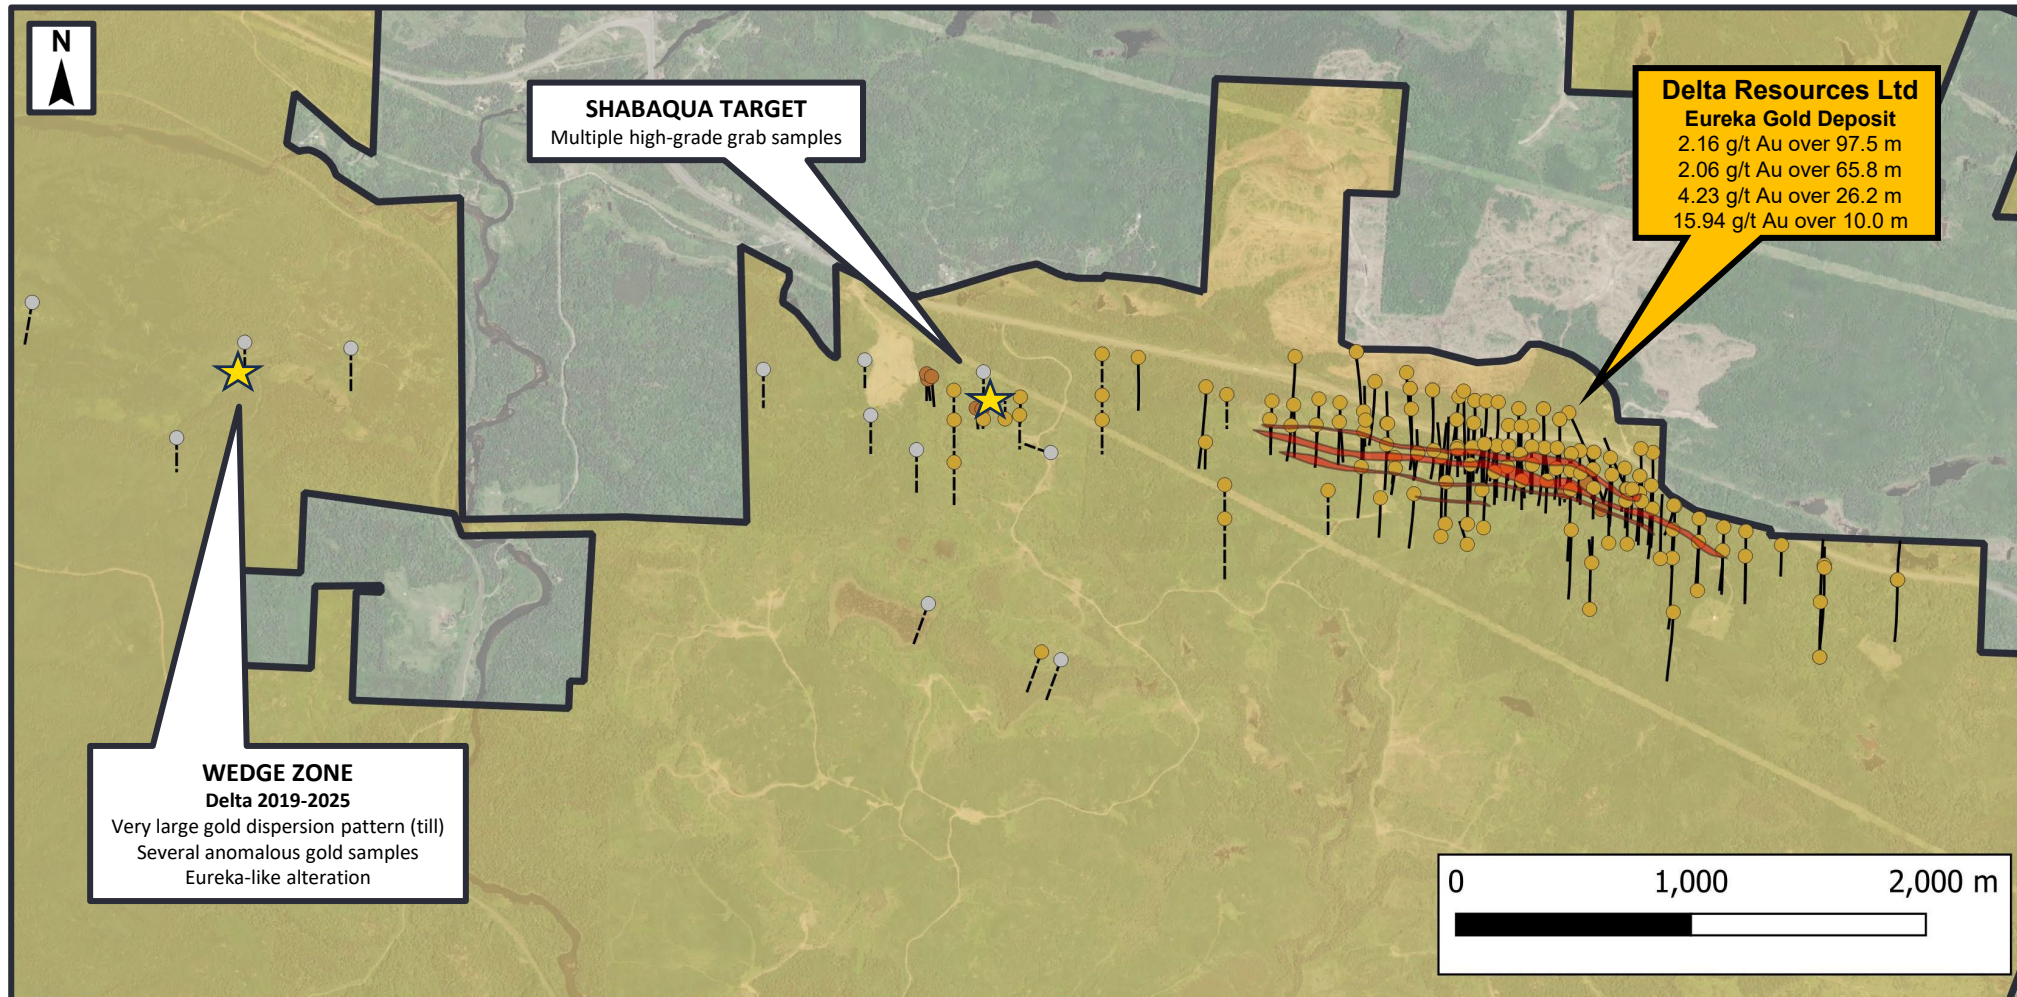 N
SHABAQUA TARGET
Multiple high-grade grab samples
Delta Resources Ltd
Eureka Gold Deposit
2.16 g/t Au over 97.5 m
2.06 g/t Au over 65.8 m
4.23 g/t Au over 26.2 m
15.94 g/t Au over 10.0 m
WEDGE ZONE
Delta 2019-2025
Very large gold dispersion pattern (till)
Several anomalous gold samples
Eureka-like alteration
0 1,000 2,000 m